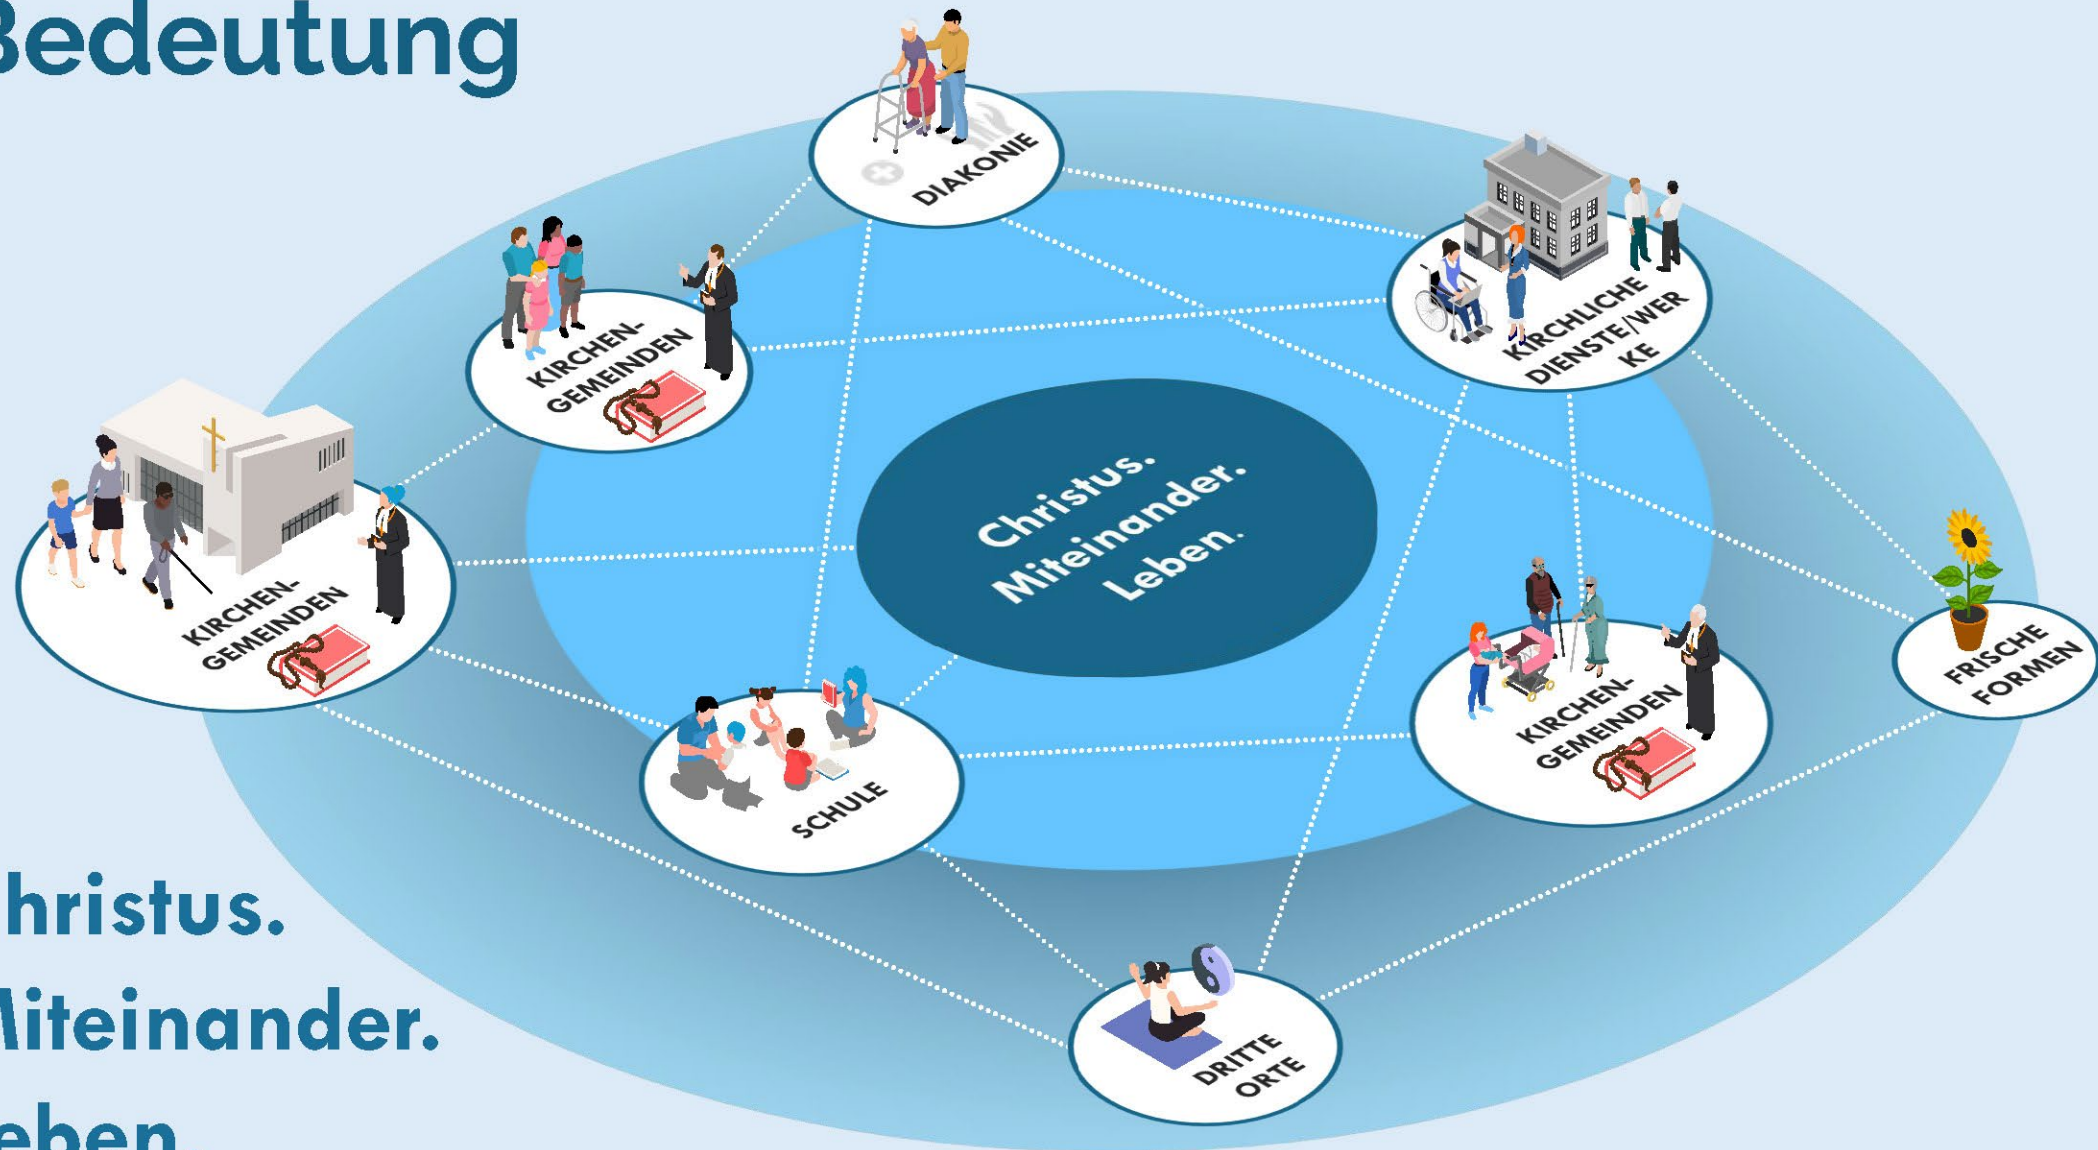 Bedeutung
DIAKONIE
KIRCHLICHE
DIENSTE/WER
KE
KIRCHEN-
GEMEINDEN
Christus.
Miteinander.
Leben.
KIRCHEN-
GEMEINDEN
FRISCHE
FORMEN
KIRCHEN-
GEMEINDEN
SCHULE
DRITTE
ORTE
hristus.
Miteinander.
eben